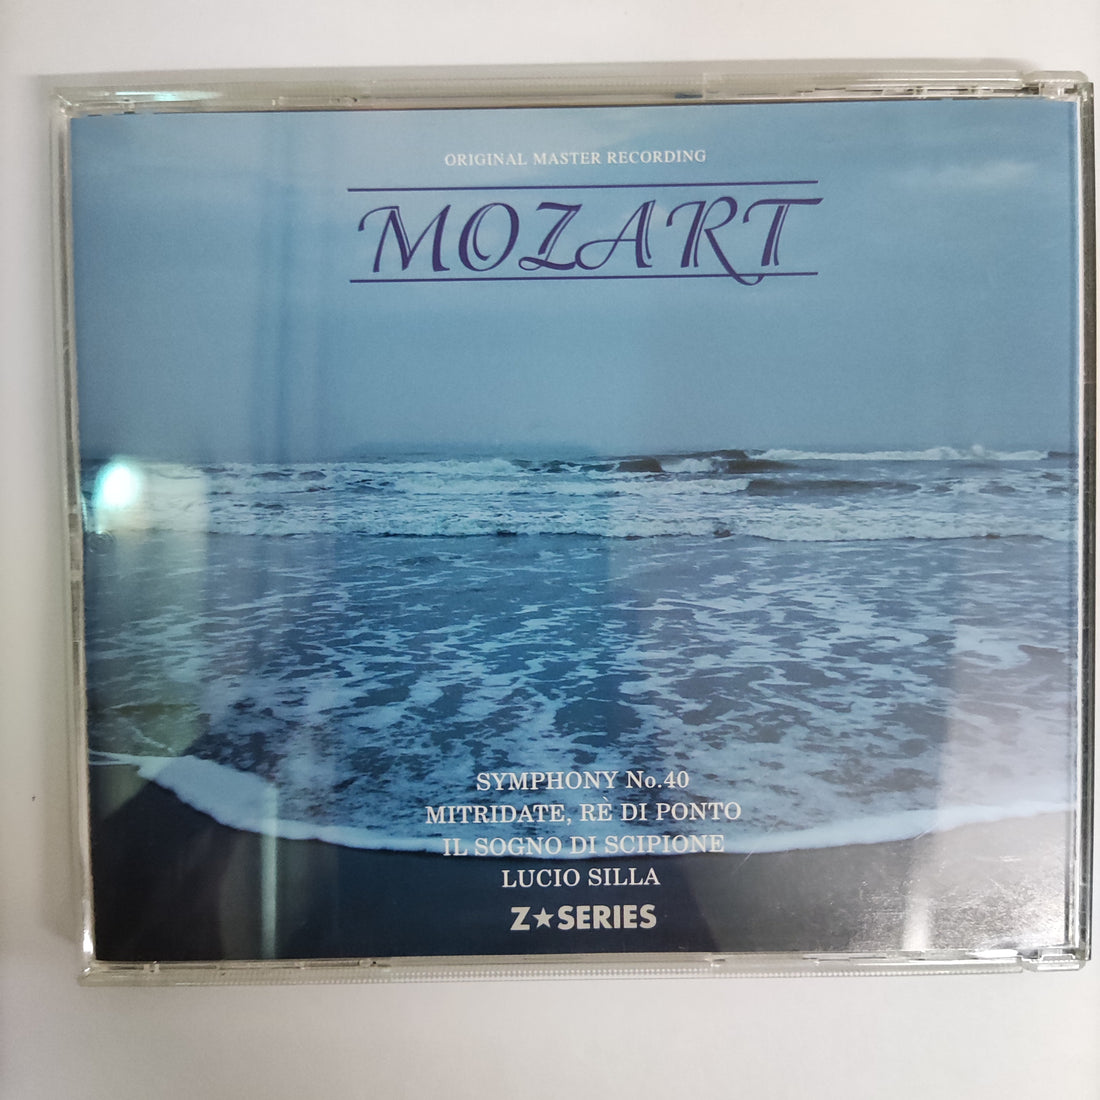 ORIGINAL MASTER RECORDING
MOZART
SYMPHONY No.40
MITRIDATE, RÈ DI PONTO
IL SOGNO DI SCIPIONE
LUCIO SILLA
Z★SERIES